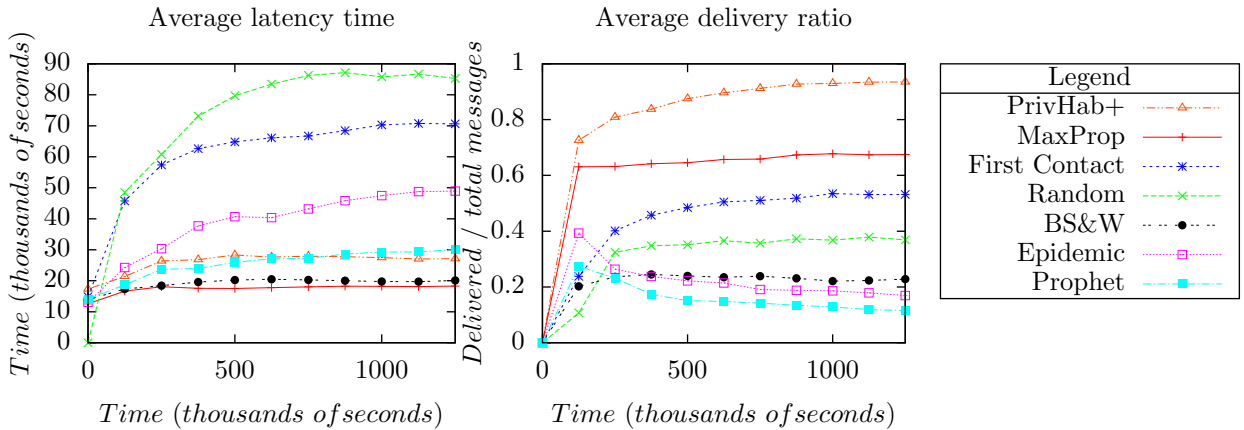 Average latency time
90
80
70
60
50
40
30
20
10
0
0
500
1000
Time (thousands of seconds)
Time (thousands of seconds)
Average delivery ratio
1
0.8
0.6
0.4
0.2
0
0
500
1000
Delivered / total messages
Time (thousands of seconds)
Legend
PrivHab+
MaxProp
First Contact
Random
BS&W
Epidemic
Prophet